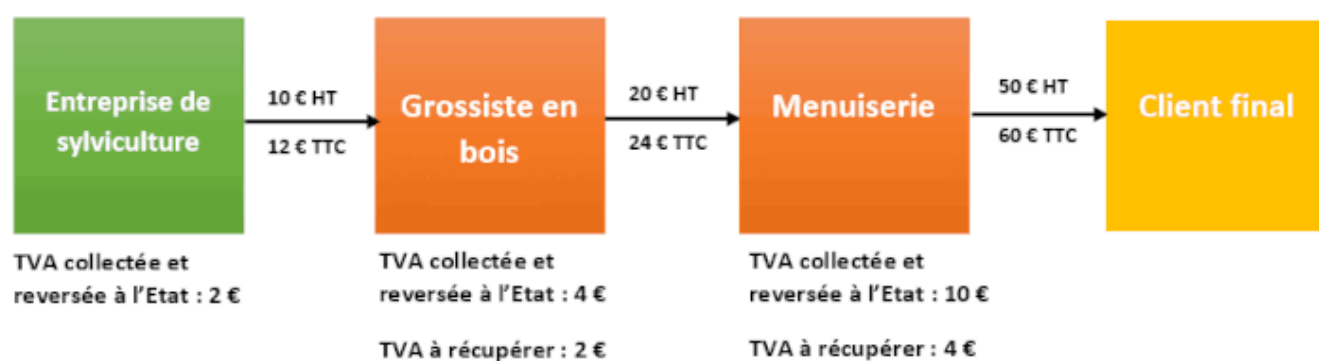 Entreprise de
sylviculture
10 € HT
12 € TTC
Grossiste en
bois
20 € HT
24 € TTC
Menuiserie
50 € HT
60 € TTC
Client final
TVA collectée et
reversée à l’Etat : 2 €
TVA collectée et
reversée à l’Etat : 4 €
TVA à récupérer : 2 €
TVA collectée et
reversée à l’Etat : 10 €
TVA à récupérer : 4 €